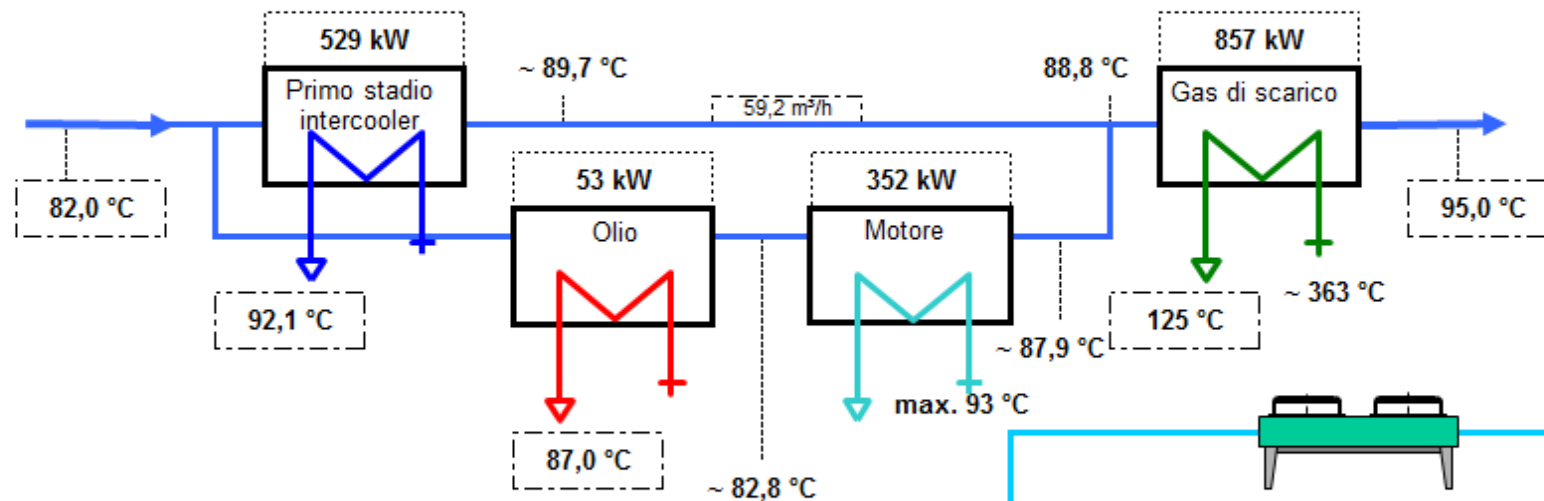 529 kW
857 kW
~ 89,7 °C
88,8 °C
Primo stadio
intercooler
Gas di scarico
59,2 m³/h
82,0 °C
53 kW
352 kW
95,0 °C
Olio
Motore
92,1 °C
~ 363 °C
125 °C
~ 87,9 °C
max. 93 °C
87,0 °C
~ 82,8 °C